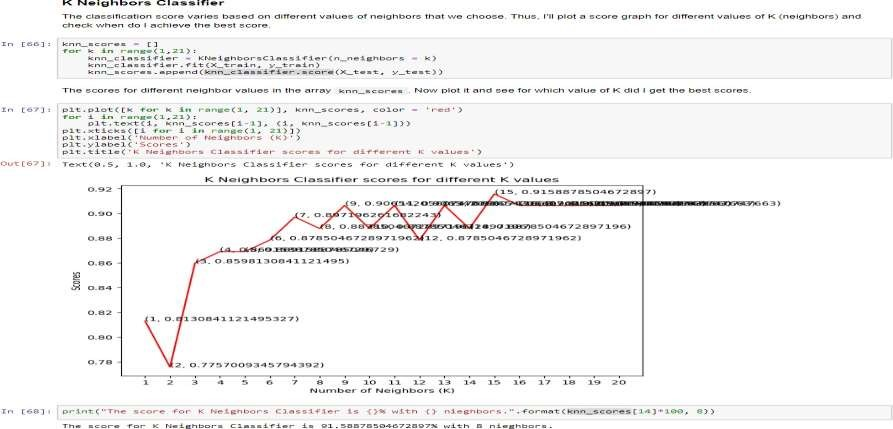 K Neighbors Classifier
The classification score varies based on different values of neighbors that we choose. Thus, I'll plot a score graph for different values of K (neighbors) and
check when do I achieve the best score.
In [66]: knn_scores = []
for k in range(1,21):
knn_classifier = KNeighborsClassifier(n_neighbors = k)
knn_classifier.fit(X_train, y_train)
knn_scores.append(knn_classifier.score(X_test, y_test))
The scores for different neighbor values in the array knn_scores . Now plot it and see for which value of K did I get the best scores.
In [67]: plt.plot([k for k in range(1, 21)], knn_scores, color = 'red')
for i in range(1,21):
plt.text(i, knn_scores[i-1], (i, knn_scores[i-1]))
plt.xticks([i for i in range(1, 21)])
plt.xlabel('Number of Neighbors (K)')
plt.ylabel('Scores')
plt.title('K Neighbors Classifier scores for different K values')
Out[67]: Text(0.5, 1.0, 'K Neighbors Classifier scores for different K values')
K Neighbors Classifier scores for different K values
0.92
(15, 0.9158878504672897)
0.90
(7, 0.897196261682243)
0.88
(6, 0.8785046728971962)
(12, 0.8785046728971962)
0.86
(3, 0.8598130841121495)
Scores
0.84
0.82
(1, 0.8130841121495327)
0.80
0.78
(2, 0.7757009345794392)
1 2 3 4 5 6 7 8 9 10 11 12 13 14 15 16 17 18 19 20
Number of Neighbors (K)
In [68]: print("The score for K Neighbors Classifier is {}% with {} nieghbors.".format(knn_scores[14]*100, 8))
The score for K Neighbors Classifier is 91.58878504672897% with 8 nieghbors.